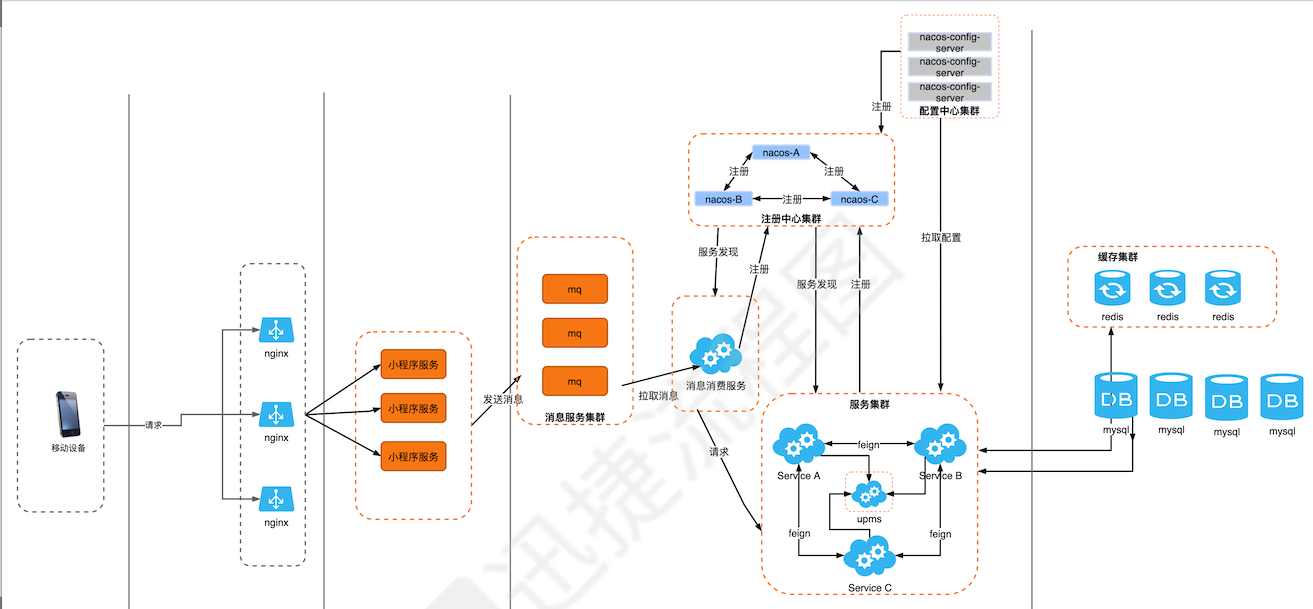 移动设备
请求
nginx
nginx
nginx
小程序服务
小程序服务
小程序服务
发送消息
mq
mq
mq
消息服务集群
拉取消息
消息消费服务
服务发现
注册
nacos-A
注册
注册
nacos-B
注册
ncaos-C
注册中心集群
注册
nacos-config-
server
nacos-config-
server
nacos-config-
server
配置中心集群
拉取配置
服务发现
注册
请求
服务集群
feign
Service A
Service B
upms
feign
feign
Service C
缓存集群
redis
redis
redis
DB
DB
DB
DB
mysql
mysql
mysql
mysql
迅捷流程图